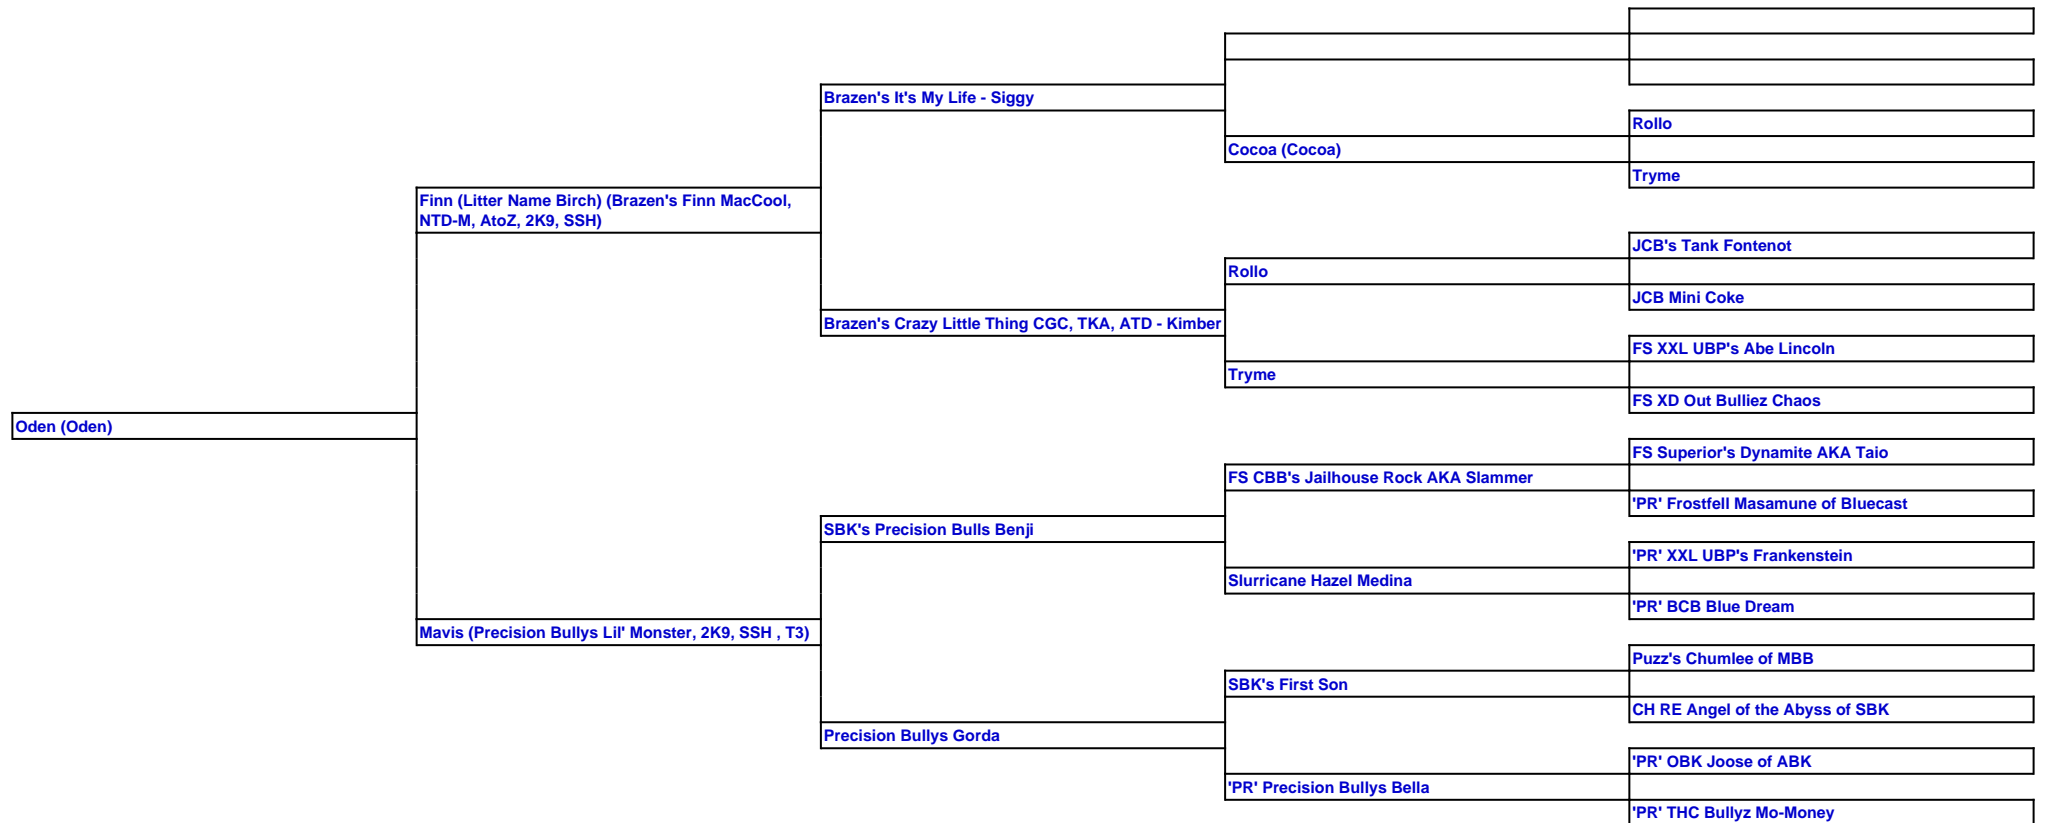 Brazen's It's My Life - Siggy
Rollo
Cocoa (Cocoa)
Tryme
Finn (Litter Name Birch) (Brazen's Finn MacCool,
NTD-M, AtoZ, 2K9, SSH)
JCB's Tank Fontenot
Rollo
JCB Mini Coke
Brazen's Crazy Little Thing CGC, TKA, ATD - Kimber
FS XXL UBP's Abe Lincoln
Tryme
FS XD Out Bulliez Chaos
Oden (Oden)
FS Superior's Dynamite AKA Taio
FS CBB's Jailhouse Rock AKA Slammer
'PR' Frostfell Masamune of Bluecast
SBK's Precision Bulls Benji
'PR' XXL UBP's Frankenstein
Slurricane Hazel Medina
'PR' BCB Blue Dream
Mavis (Precision Bullys Lil' Monster, 2K9, SSH , T3)
Puzz's Chumlee of MBB
SBK's First Son
CH RE Angel of the Abyss of SBK
Precision Bullys Gorda
'PR' OBK Joose of ABK
'PR' Precision Bullys Bella
'PR' THC Bullyz Mo-Money